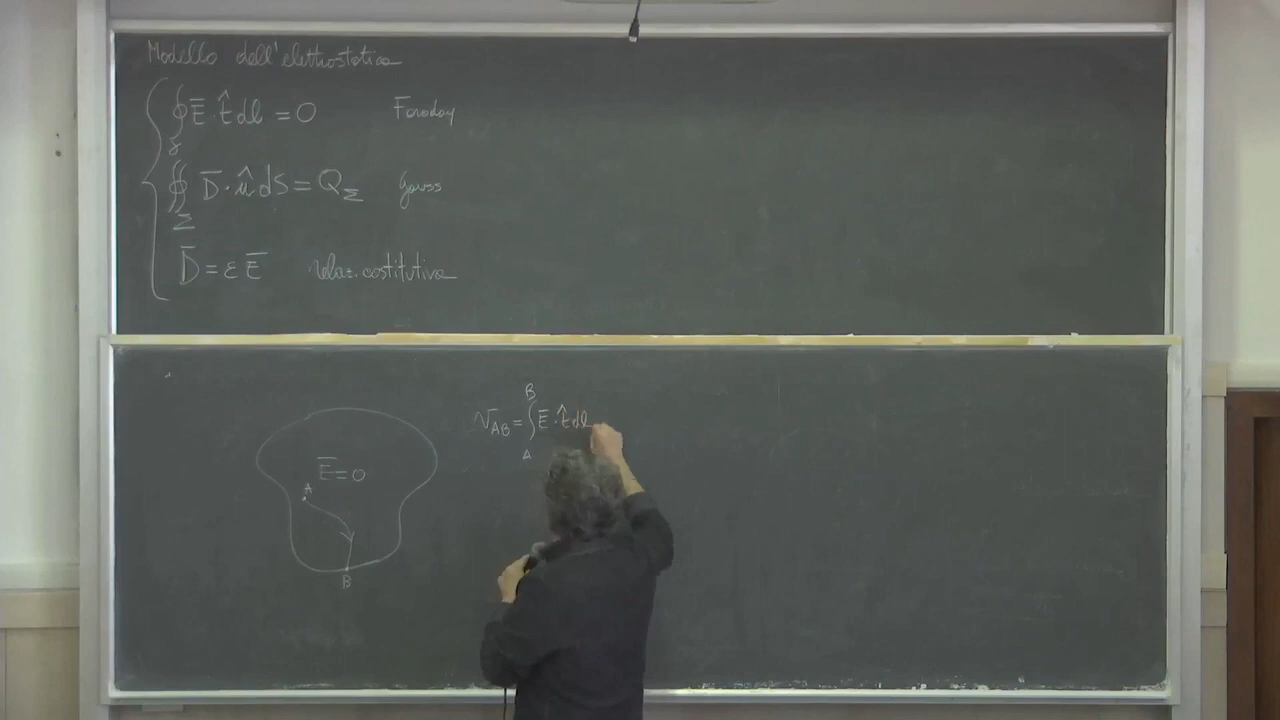 Modello dell'elettrostatica
∮ Ē · t̂ dl = 0 Faraday
γ
∯ D̄ · n̂ dS = Q_Σ Gauss
Σ
D̄ = ε Ē relaz. costitutiva
B
V_AB = ∫ Ē · t̂ dl
A
Ē = 0
A
B